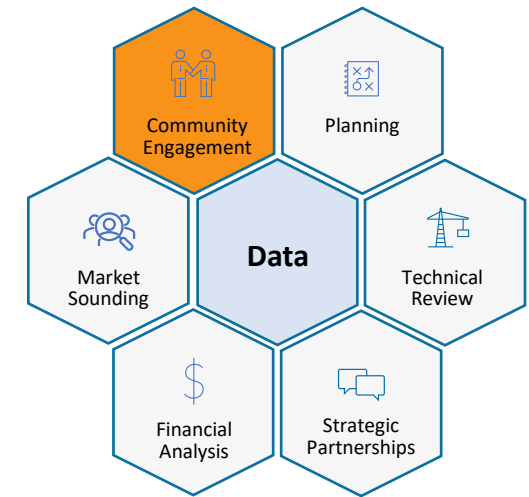 Community
Engagement
Planning
Market
Sounding
Data
Technical
Review
Financial
Analysis
Strategic
Partnerships